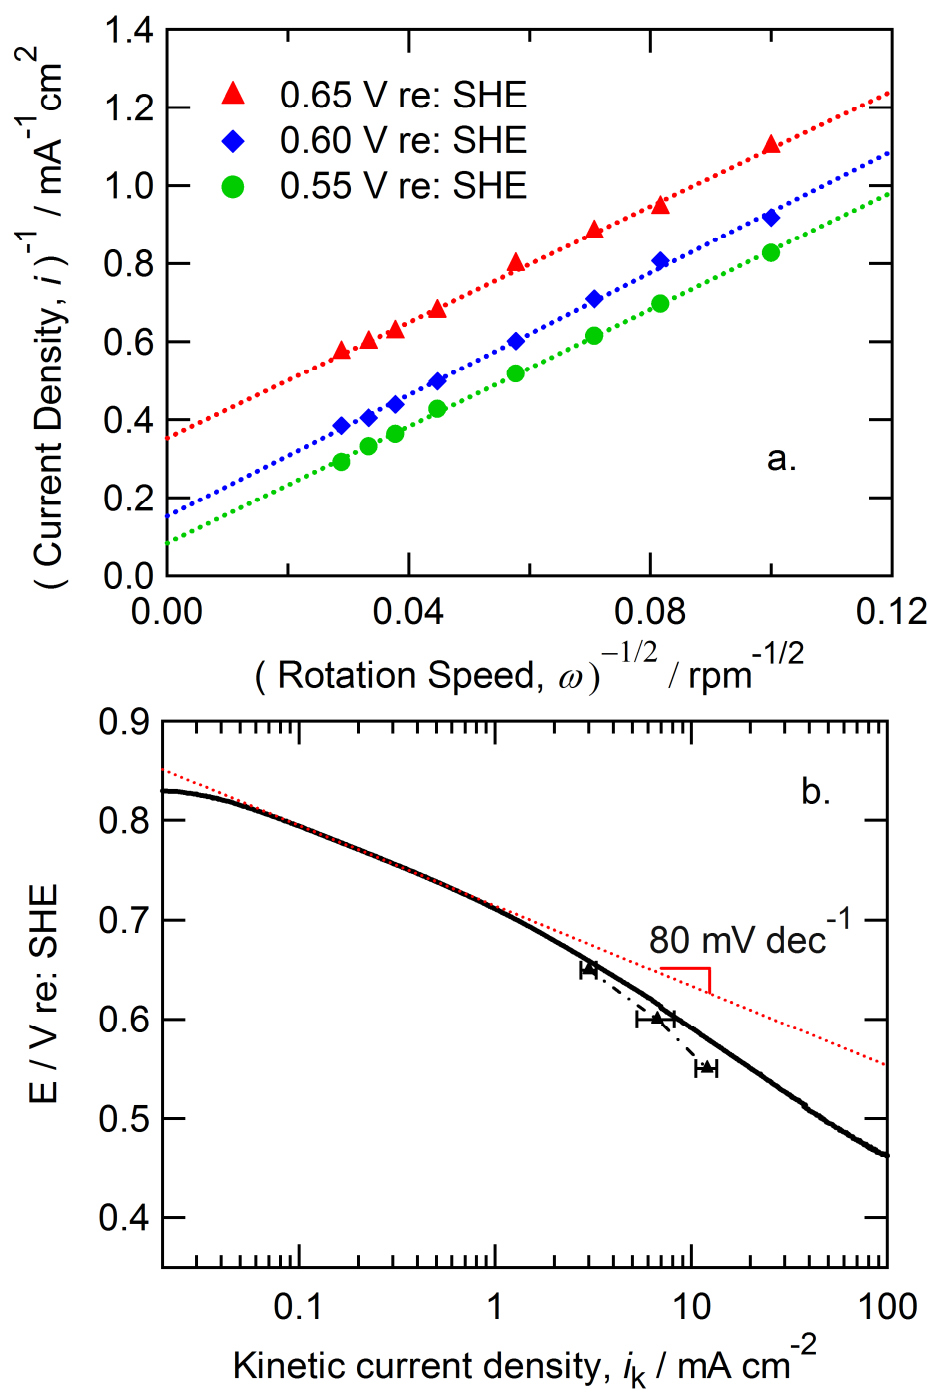 1.4
1.2
1.0
0.8
0.6
0.4
0.2
0.0
( Current Density, i )⁻¹ / mA⁻¹cm²
0.65 V re: SHE
0.60 V re: SHE
0.55 V re: SHE
a.
0.00 0.04 0.08 0.12
( Rotation Speed, ω )⁻¹/² / rpm⁻¹/²
0.9
0.8
0.7
0.6
0.5
0.4
E / V re: SHE
b.
80 mV dec⁻¹
0.1 1 10 100
Kinetic current density, iₖ / mA cm⁻²